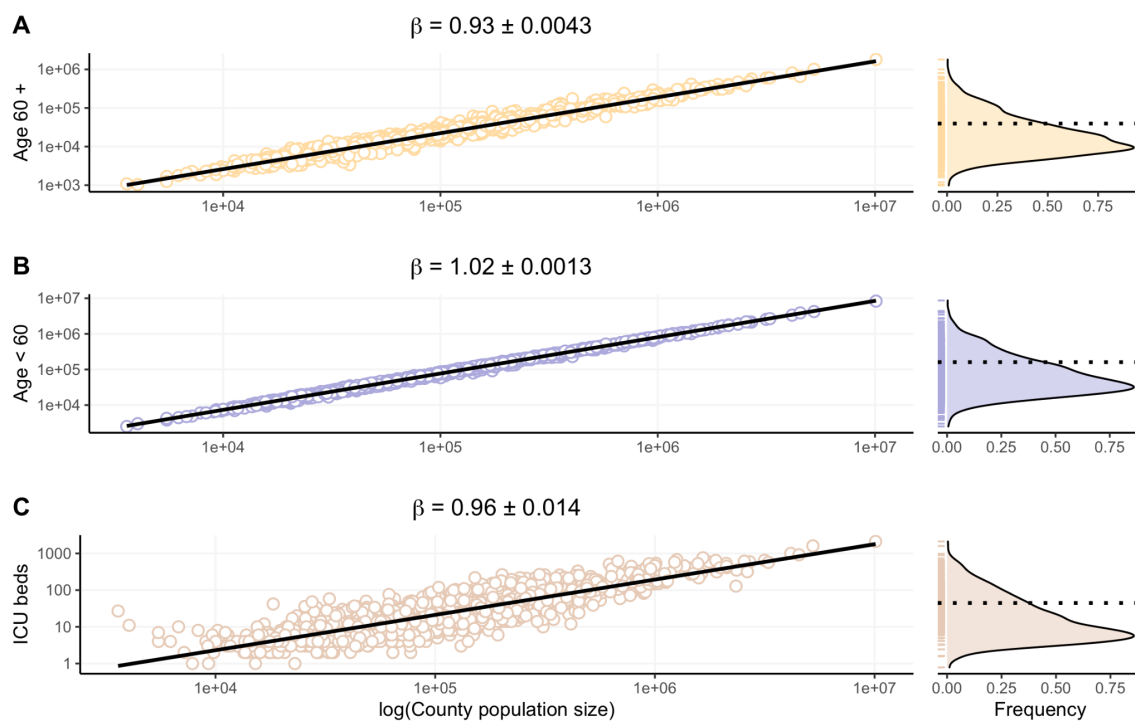 A
β = 0.93 ± 0.0043
Age 60 +
1e+06
1e+05
1e+04
1e+03
1e+04
1e+05
1e+06
1e+07
0.00
0.25
0.50
0.75
B
β = 1.02 ± 0.0013
Age < 60
1e+07
1e+06
1e+05
1e+04
1e+04
1e+05
1e+06
1e+07
0.00
0.25
0.50
0.75
C
β = 0.96 ± 0.014
ICU beds
1000
100
10
1
1e+04
1e+05
1e+06
1e+07
log(County population size)
0.00
0.25
0.50
0.75
Frequency